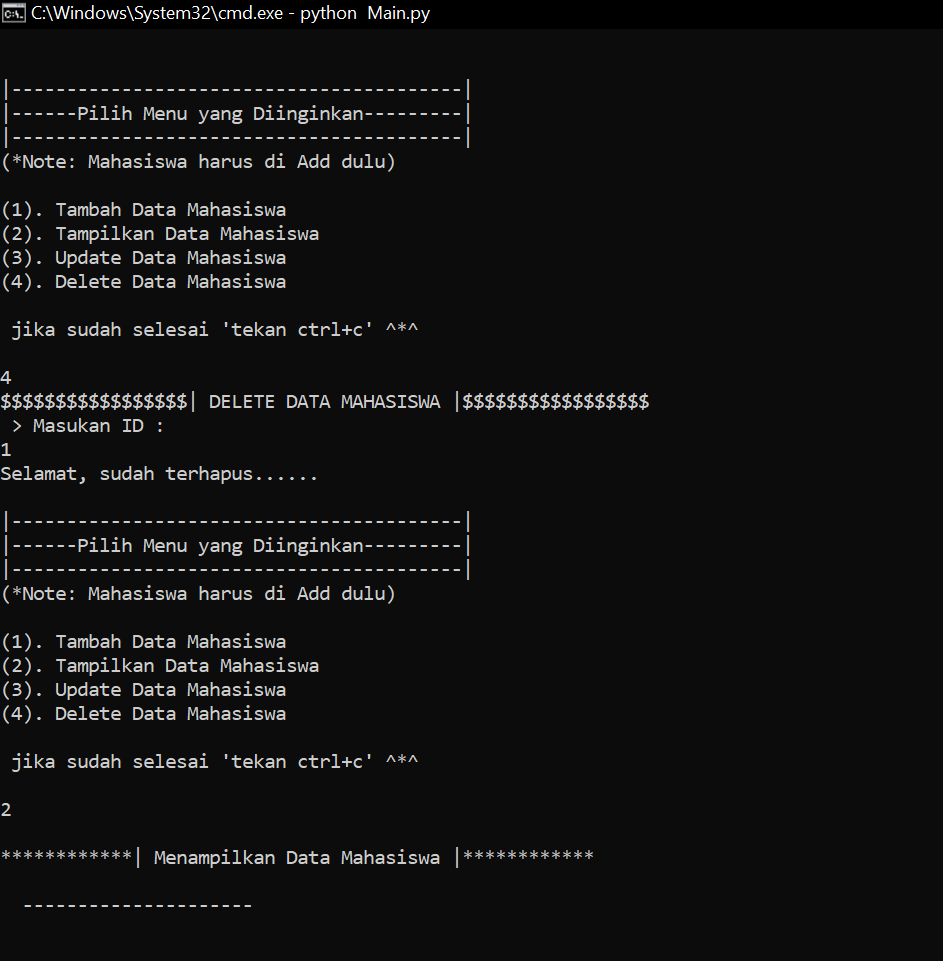 C:\Windows\System32\cmd.exe - python  Main.py
|-----------------------------------------|
|------Pilih Menu yang Diinginkan---------|
|-----------------------------------------|
(*Note: Mahasiswa harus di Add dulu)
(1). Tambah Data Mahasiswa
(2). Tampilkan Data Mahasiswa
(3). Update Data Mahasiswa
(4). Delete Data Mahasiswa
 jika sudah selesai 'tekan ctrl+c' ^*^
4
$$$$$$$$$$$$$$$$$| DELETE DATA MAHASISWA |$$$$$$$$$$$$$$$$$
 > Masukan ID :
1
Selamat, sudah terhapus......
|-----------------------------------------|
|------Pilih Menu yang Diinginkan---------|
|-----------------------------------------|
(*Note: Mahasiswa harus di Add dulu)
(1). Tambah Data Mahasiswa
(2). Tampilkan Data Mahasiswa
(3). Update Data Mahasiswa
(4). Delete Data Mahasiswa
 jika sudah selesai 'tekan ctrl+c' ^*^
2
************| Menampilkan Data Mahasiswa |************
  ---------------------